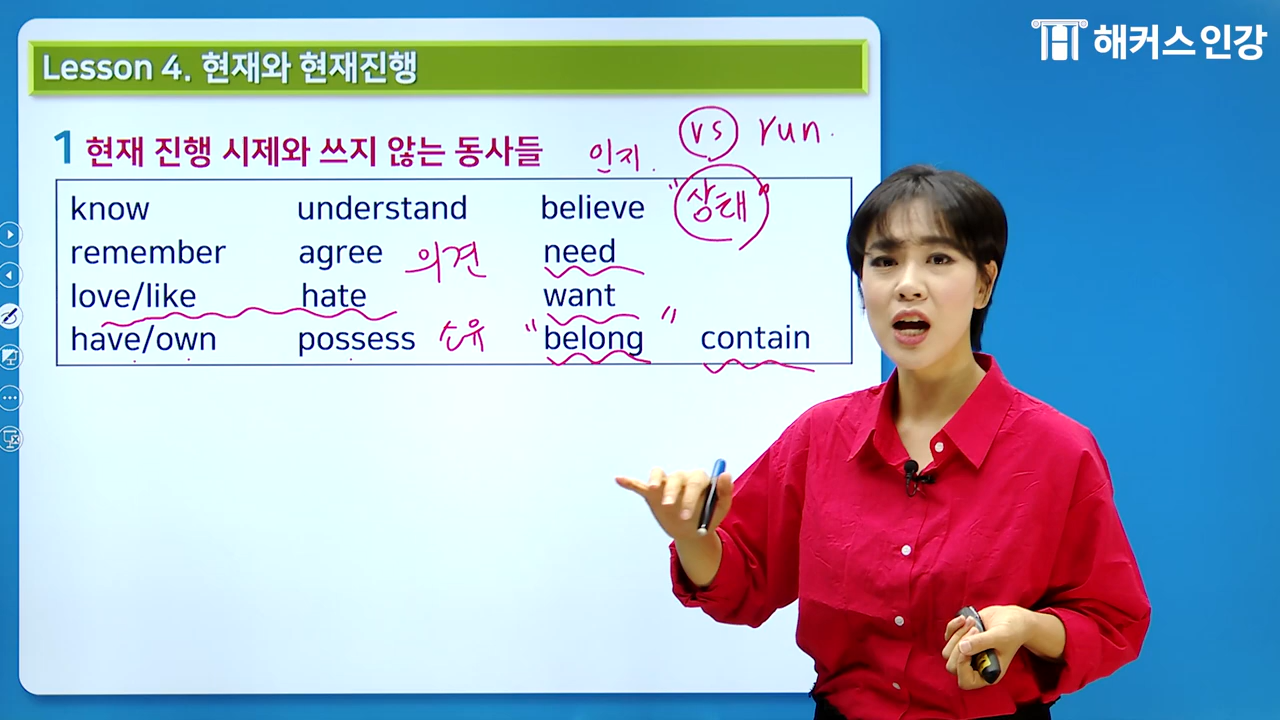 해커스인강
Lesson 4. 현재와 현재진행
1 현재 진행 시제와 쓰지 않는 동사들
인지.
vs run.
know understand believe "상태"
remember agree 의견 need
love/like hate want
have/own possess 소유 "belong" contain